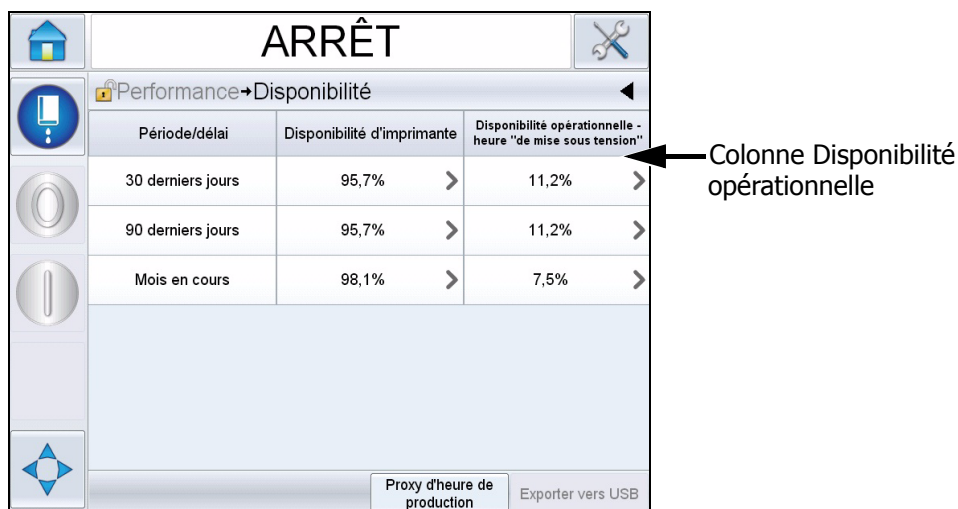 ARRÊT
Performance→Disponibilité
Période/délai
Disponibilité d'imprimante
Disponibilité opérationnelle -
heure "de mise sous tension"
30 derniers jours
95,7%
11,2%
90 derniers jours
95,7%
11,2%
Mois en cours
98,1%
7,5%
Proxy d'heure de
production
Exporter vers USB
Colonne Disponibilité
opérationnelle